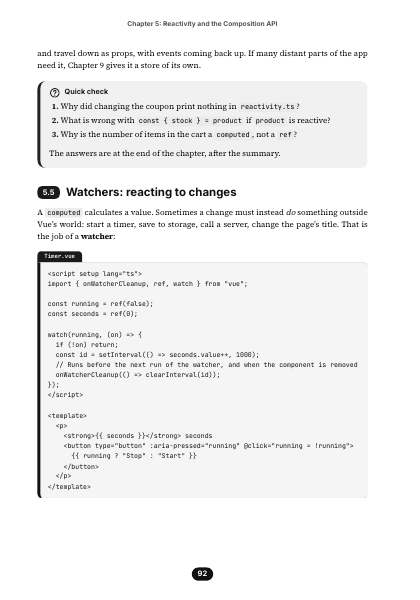 Chapter 5: Reactivity and the Composition API
and travel down as props, with events coming back up. If many distant parts of the app
need it, Chapter 9 gives it a store of its own.
Quick check
1. Why did changing the coupon print nothing in reactivity.ts?
2. What is wrong with const { stock } = product if product is reactive?
3. Why is the number of items in the cart a computed, not a ref?
The answers are at the end of the chapter, after the summary.
5.5 Watchers: reacting to changes
A computed calculates a value. Sometimes a change must instead do something outside
Vue's world: start a timer, save to storage, call a server, change the page's title. That is
the job of a watcher:
Timer.vue
<script setup lang="ts">
import { onWatcherCleanup, ref, watch } from "vue";
const running = ref(false);
const seconds = ref(0);
watch(running, (on) => {
  if (!on) return;
  const id = setInterval(() => seconds.value++, 1000);
  // Runs before the next run of the watcher, and when the component is removed
  onWatcherCleanup(() => clearInterval(id));
});
</script>
<template>
  <p>
    <strong>{{ seconds }}</strong> seconds
    <button type="button" :aria-pressed="running" @click="running = !running">
      {{ running ? "Stop" : "Start" }}
    </button>
  </p>
</template>
92